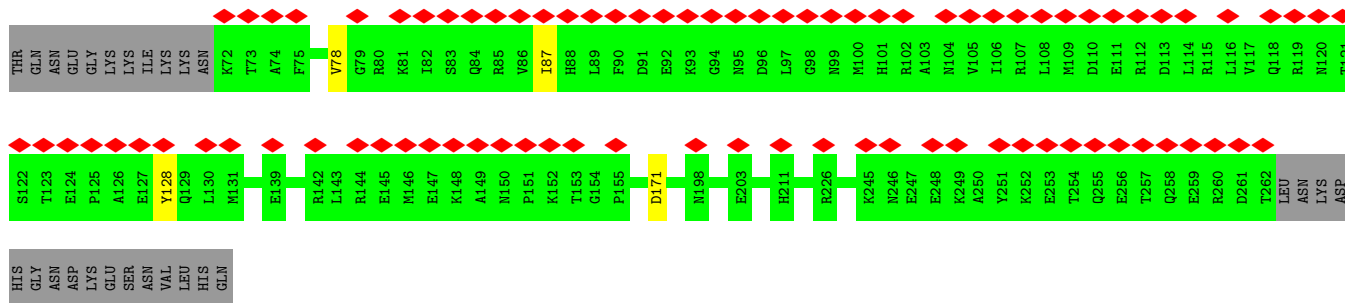 THR GLN ASN GLU GLY LYS LYS ILE LYS LYS ASN K72 T73 A74 F75 V78 G79 R80 K81 I82 S83 Q84 R85 V86 I87 H88 L89 F90 D91 E92 K93 G94 N95 D96 L97 G98 N99 M100 H101 R102 A103 N104 V105 I106 R107 L108 M109 D110 E111 R112 D113 L114 R115 L116 V117 Q118 R119 N120 T121
S122 T123 E124 P125 A126 E127 Y128 Q129 L130 M131 E139 R142 L143 R144 E145 M146 E147 K148 A149 N150 P151 K152 T153 G154 P155 D171 N198 E203 H211 R226 K245 N246 E247 E248 K249 A250 Y251 K252 E253 T254 Q255 E256 T257 Q258 E259 R260 D261 T262 LEU ASN LYS ASP
HIS GLY ASN ASP LYS GLU SER ASN VAL LEU HIS GLN